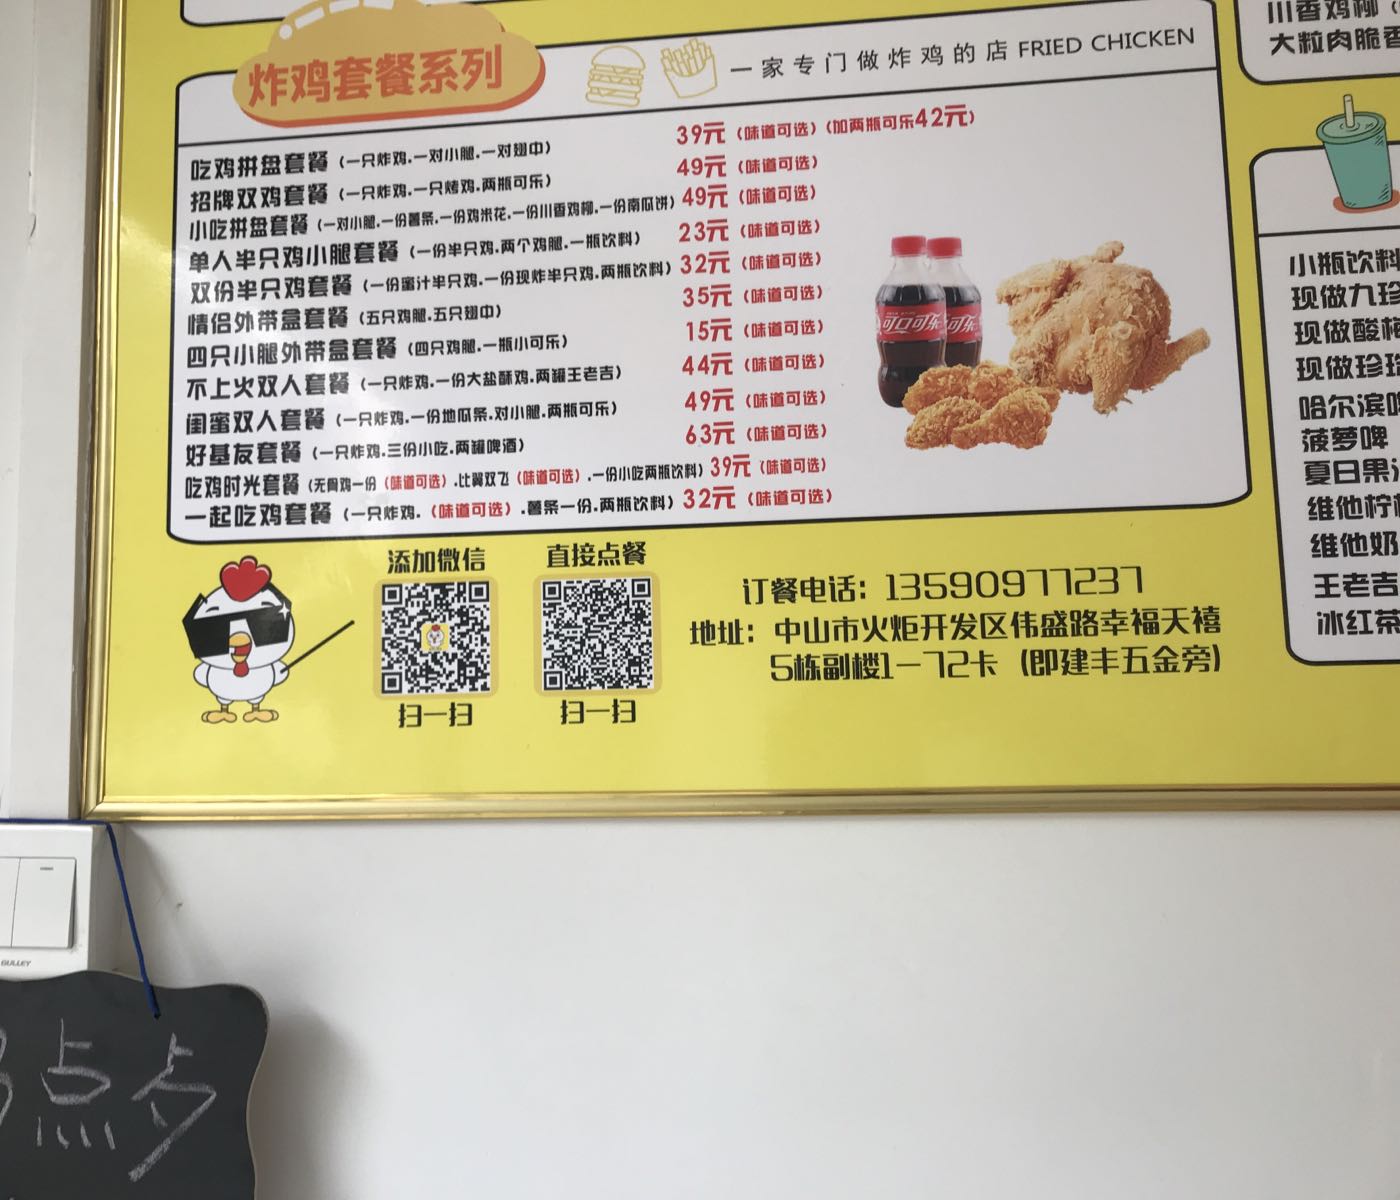 炸鸡套餐系列
一家专门做炸鸡的店 FRIED CHICKEN
吃鸡拼盘套餐（一只炸鸡.一对小腿.一对翅中） 39元（味道可选）（加两瓶可乐42元）
招牌双鸡套餐（一只炸鸡.一只烤鸡.两瓶可乐） 49元（味道可选）
小吃拼盘套餐（一对小腿.一份薯条.一份鸡米花.一份川香鸡柳.一份南瓜饼） 49元（味道可选）
单人半只鸡小腿套餐（一份半只鸡.两个鸡腿.一瓶饮料） 23元（味道可选）
双份半只鸡套餐（一份蜜汁半只鸡.一份现炸半只鸡.两瓶饮料） 32元（味道可选）
情侣外带盒套餐（五只鸡腿.五只翅中） 35元（味道可选）
四只小腿外带盒套餐（四只鸡腿.一瓶小可乐） 15元（味道可选）
不上火双人套餐（一只炸鸡.一份大盐酥鸡.两罐王老吉） 44元（味道可选）
闺蜜双人套餐（一只炸鸡.一份地瓜条.对小腿.两瓶可乐） 49元（味道可选）
好基友套餐（一只炸鸡.三份小吃.两罐啤酒） 63元（味道可选）
吃鸡时光套餐（无骨鸡一份（味道可选）.比翼双飞（味道可选）.一份小吃两瓶饮料） 39元（味道可选）
一起吃鸡套餐（一只炸鸡.（味道可选）.薯条一份.两瓶饮料） 32元（味道可选）
可口可乐
可乐
添加微信
扫一扫
直接点餐
扫一扫
订餐电话：13590977237
地址：中山市火炬开发区伟盛路幸福天禧
5栋副楼1－72卡（即建丰五金旁）
川香鸡柳（
大粒肉脆香
小瓶饮料
现做九珍
现做酸梅
现做珍珠
哈尔滨啤
菠萝啤
夏日果汁
维他柠檬
维他奶
王老吉
冰红茶
GULLEY
点